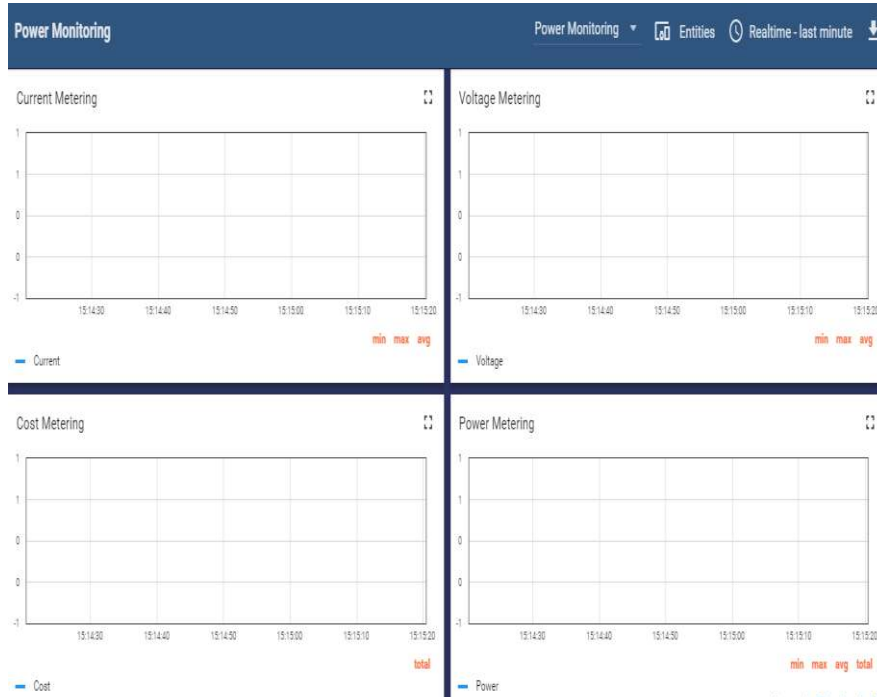 Power Monitoring
Power Monitoring Entities Realtime - last minute
Current Metering
1
1
0
0
-1
15:14:30 15:14:40 15:14:50 15:15:00 15:15:10 15:15:20
min max avg
Current
Voltage Metering
1
1
0
0
-1
15:14:30 15:14:40 15:14:50 15:15:00 15:15:10 15:15:20
min max avg
Voltage
Cost Metering
1
1
0
0
-1
15:14:30 15:14:40 15:14:50 15:15:00 15:15:10 15:15:20
total
Cost
Power Metering
1
1
0
0
-1
15:14:30 15:14:40 15:14:50 15:15:00 15:15:10 15:15:20
min max avg total
Power